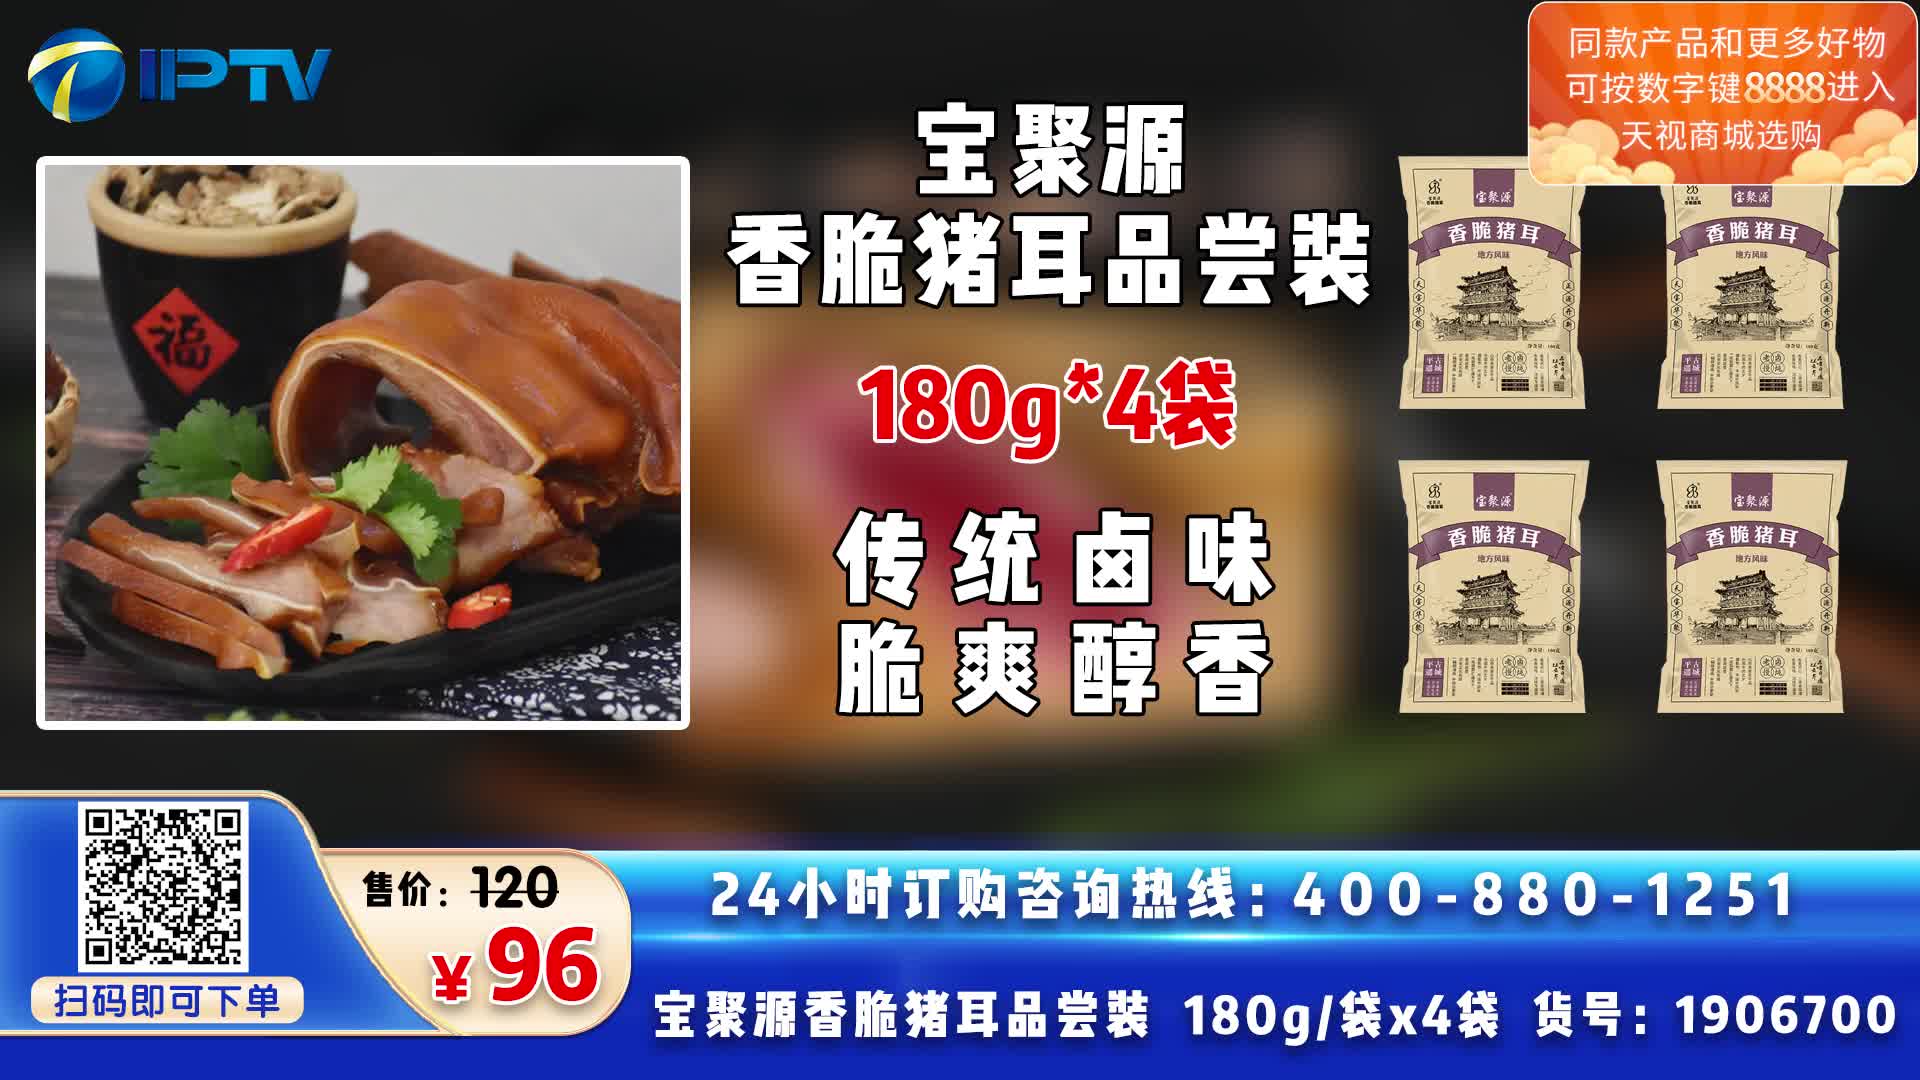 IPTV
同款产品和更多好物
可按数字键8888进入
天视商城选购
宝聚源
香脆猪耳品尝装
180g*4袋
传统卤味
脆爽醇香
福
宝聚源
香脆猪耳
地方风味
宝聚源
香脆猪耳
地方风味
宝聚源
香脆猪耳
地方风味
宝聚源
香脆猪耳
地方风味
扫码即可下单
售价：120
¥96
24小时订购咨询热线：400-880-1251
宝聚源香脆猪耳品尝装 180g/袋x4袋 货号：1906700